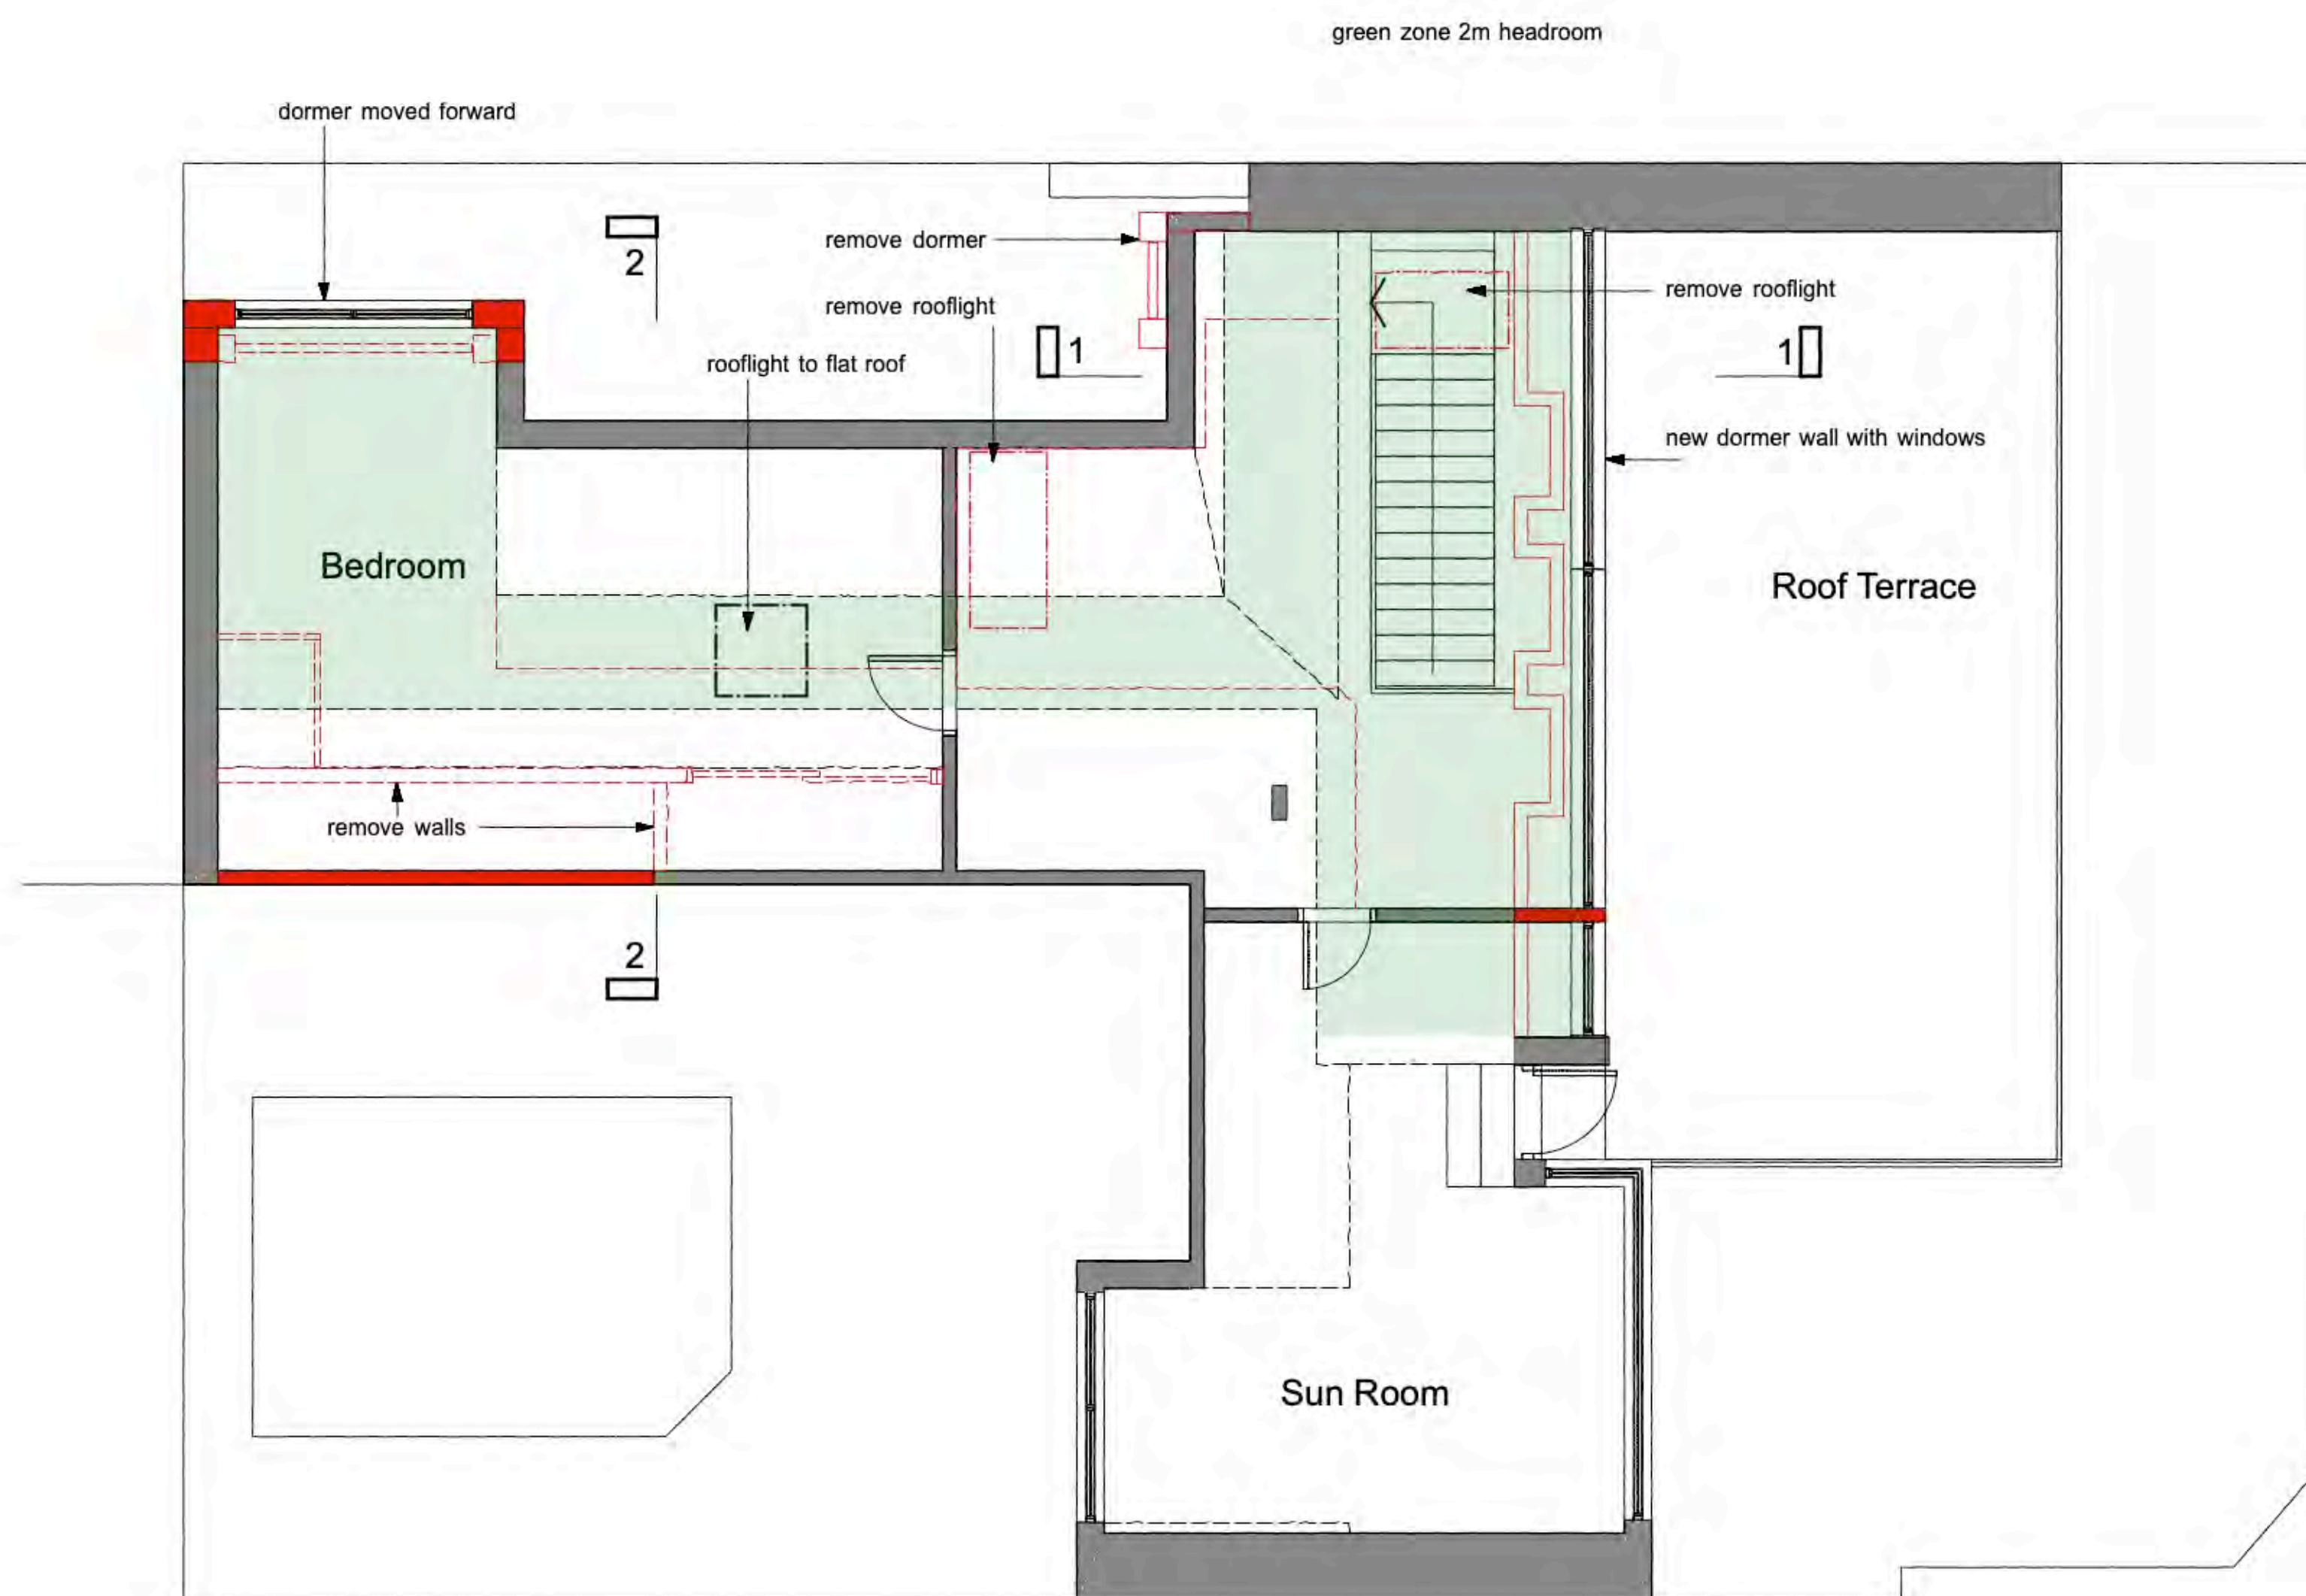 green zone 2m headroom
dormer moved forward
2
remove dormer
remove rooflight
remove rooflight
1
1
rooflight to flat roof
new dormer wall with windows
Bedroom
Roof Terrace
remove walls
2
Sun Room